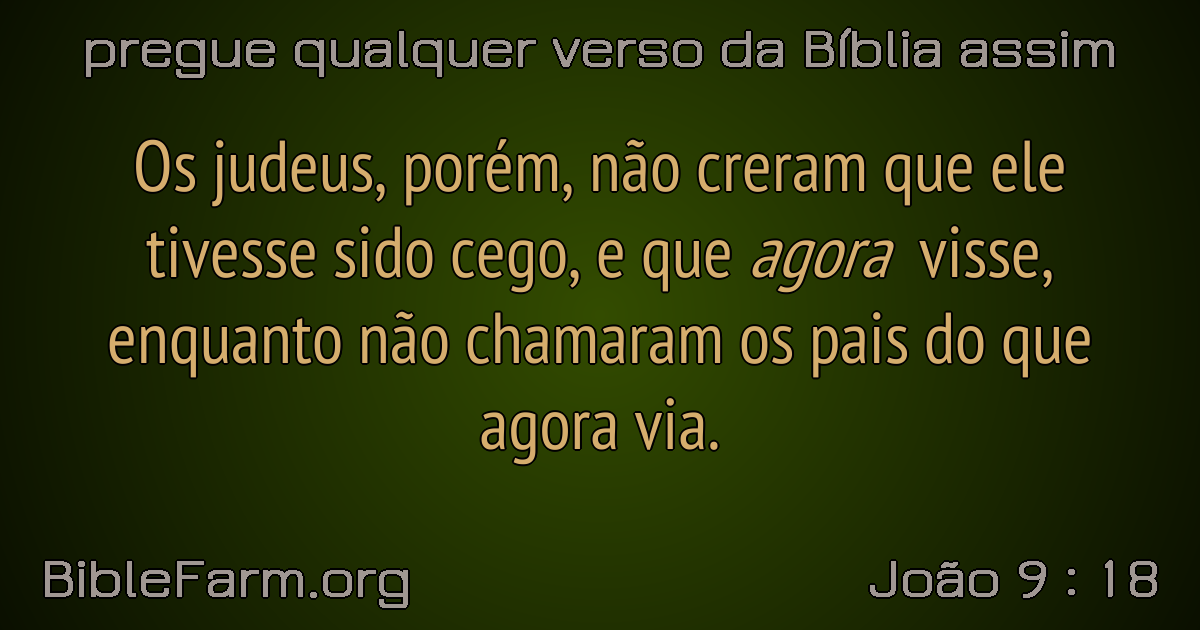 pregue qualquer verso da Bíblia assim
Os judeus, porém, não creram que ele
tivesse sido cego, e que agora visse,
enquanto não chamaram os pais do que
agora via.
BibleFarm.org
João 9 : 18